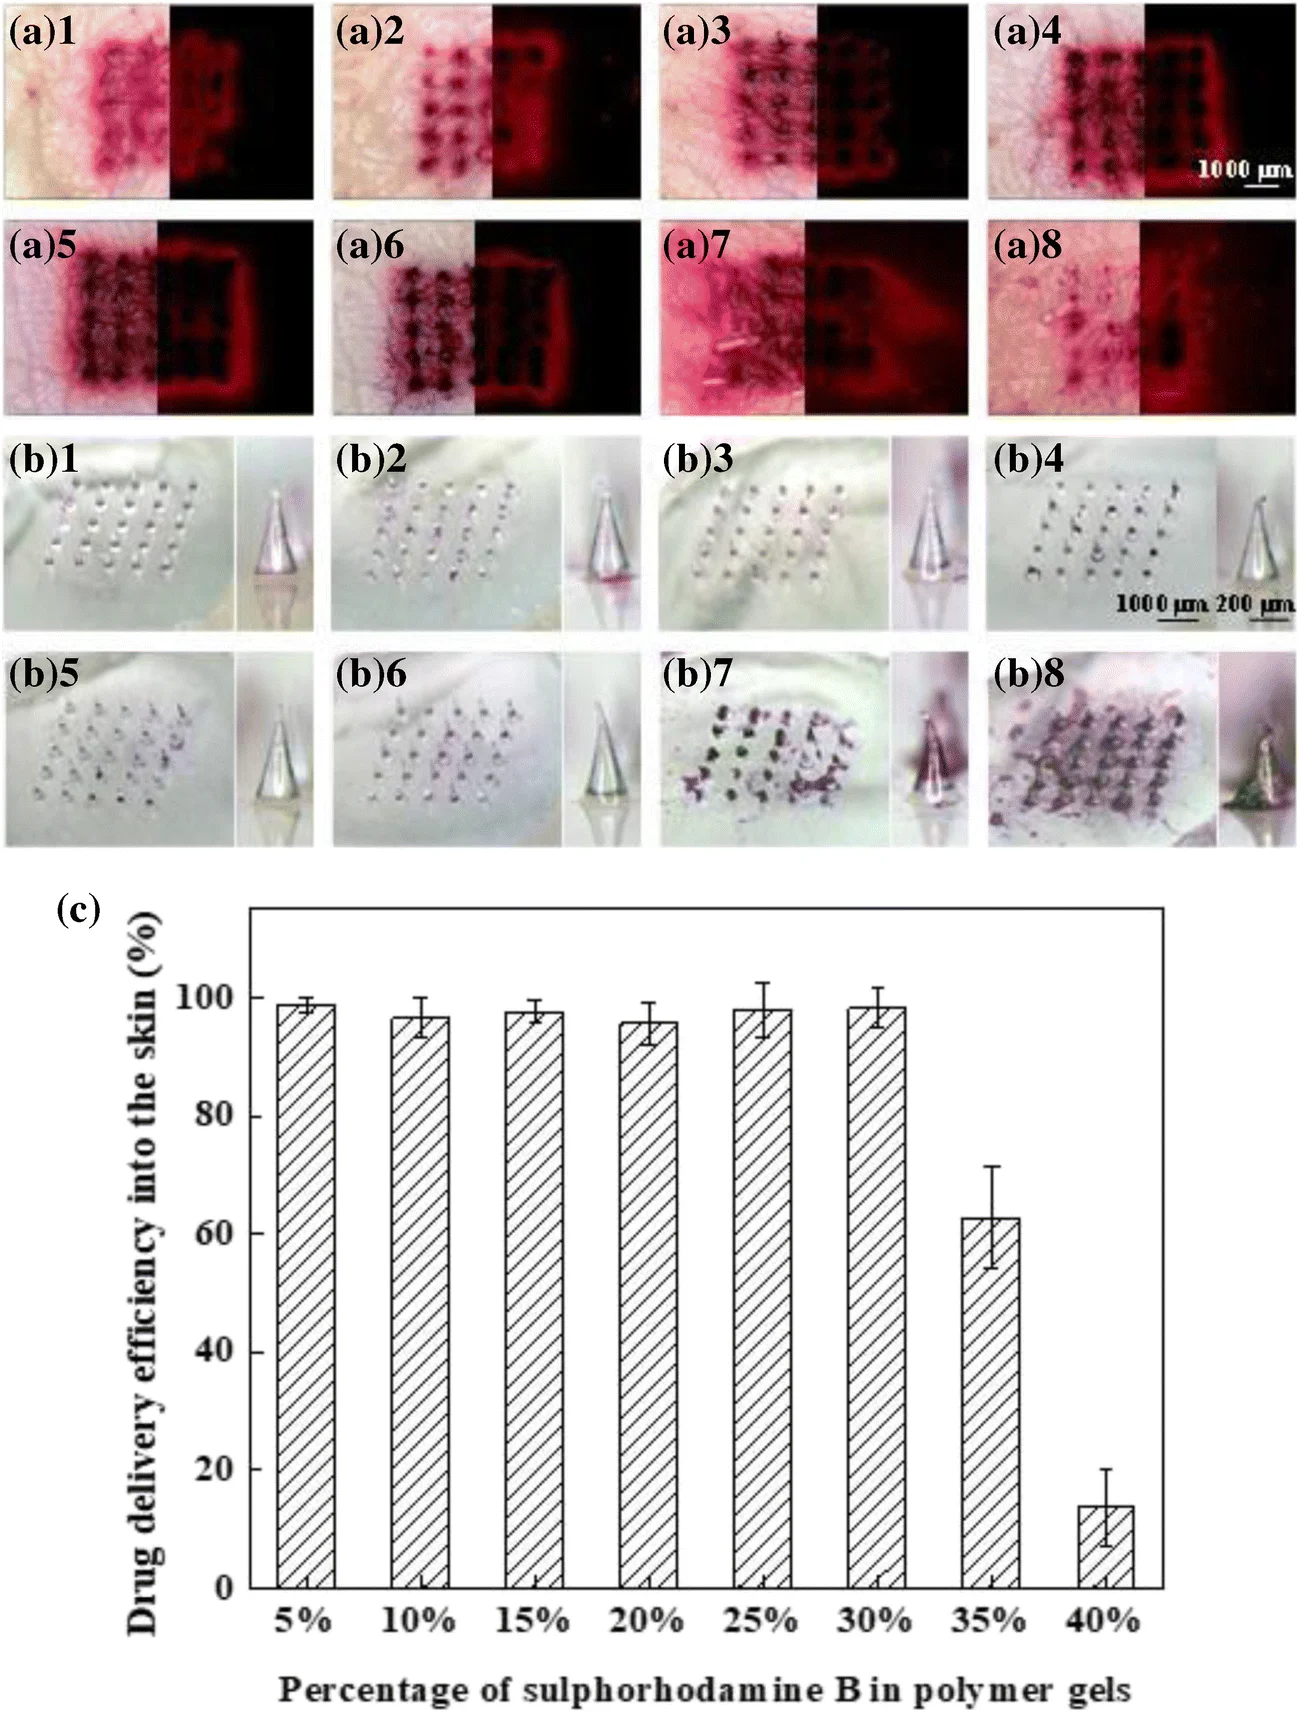 (a)1
(a)2
(a)3
(a)4
1000 μm
(a)5
(a)6
(a)7
(a)8
(b)1
(b)2
(b)3
(b)4
1000 μm 200 μm
(b)5
(b)6
(b)7
(b)8
(c)
Drug delivery efficiency into the skin (%)
100
80
60
40
20
0
5% 10% 15% 20% 25% 30% 35% 40%
Percentage of sulphorhodamine B in polymer gels